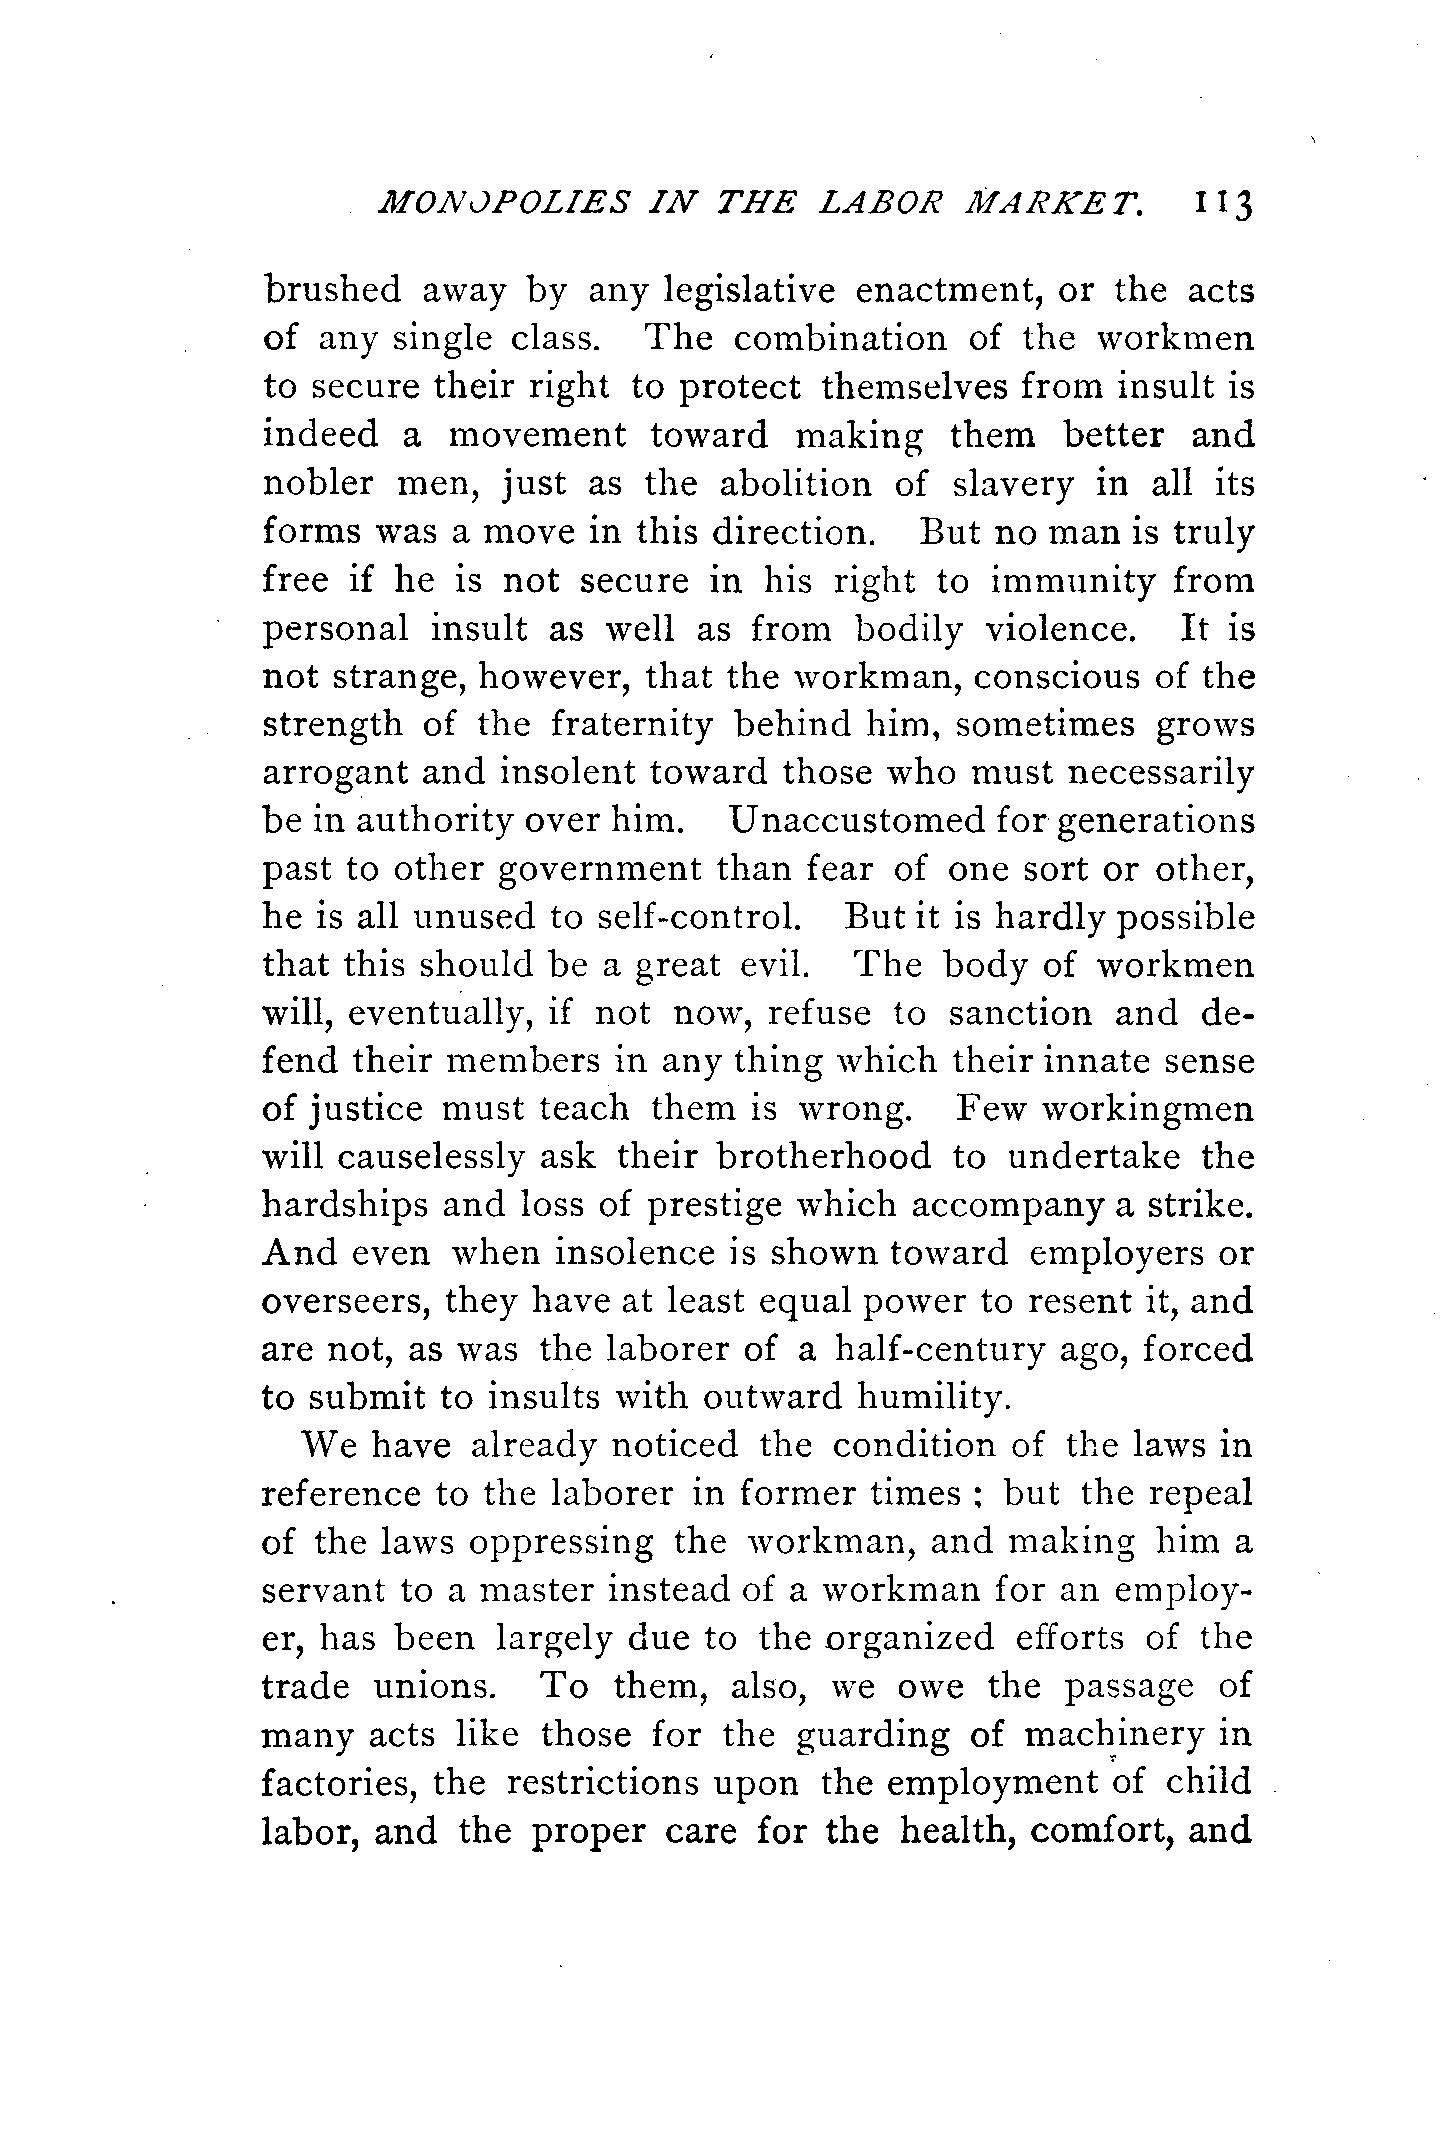 MONOPOLIES IN THE LABOR MARKET. 113
brushed away by any legislative enactment, or the acts
of any single class. The combination of the workmen
to secure their right to protect themselves from insult is
indeed a movement toward making them better and
nobler men, just as the abolition of slavery in all its
forms was a move in this direction. But no man is truly
free if he is not secure in his right to immunity from
personal insult as well as from bodily violence. It is
not strange, however, that the workman, conscious of the
strength of the fraternity behind him, sometimes grows
arrogant and insolent toward those who must necessarily
be in authority over him. Unaccustomed for generations
past to other government than fear of one sort or other,
he is all unused to self-control. But it is hardly possible
that this should be a great evil. The body of workmen
will, eventually, if not now, refuse to sanction and de-
fend their members in any thing which their innate sense
of justice must teach them is wrong. Few workingmen
will causelessly ask their brotherhood to undertake the
hardships and loss of prestige which accompany a strike.
And even when insolence is shown toward employers or
overseers, they have at least equal power to resent it, and
are not, as was the laborer of a half-century ago, forced
to submit to insults with outward humility.
We have already noticed the condition of the laws in
reference to the laborer in former times ; but the repeal
of the laws oppressing the workman, and making him a
servant to a master instead of a workman for an employ-
er, has been largely due to the organized efforts of the
trade unions. To them, also, we owe the passage of
many acts like those for the guarding of machinery in
factories, the restrictions upon the employment of child
labor, and the proper care for the health, comfort, and